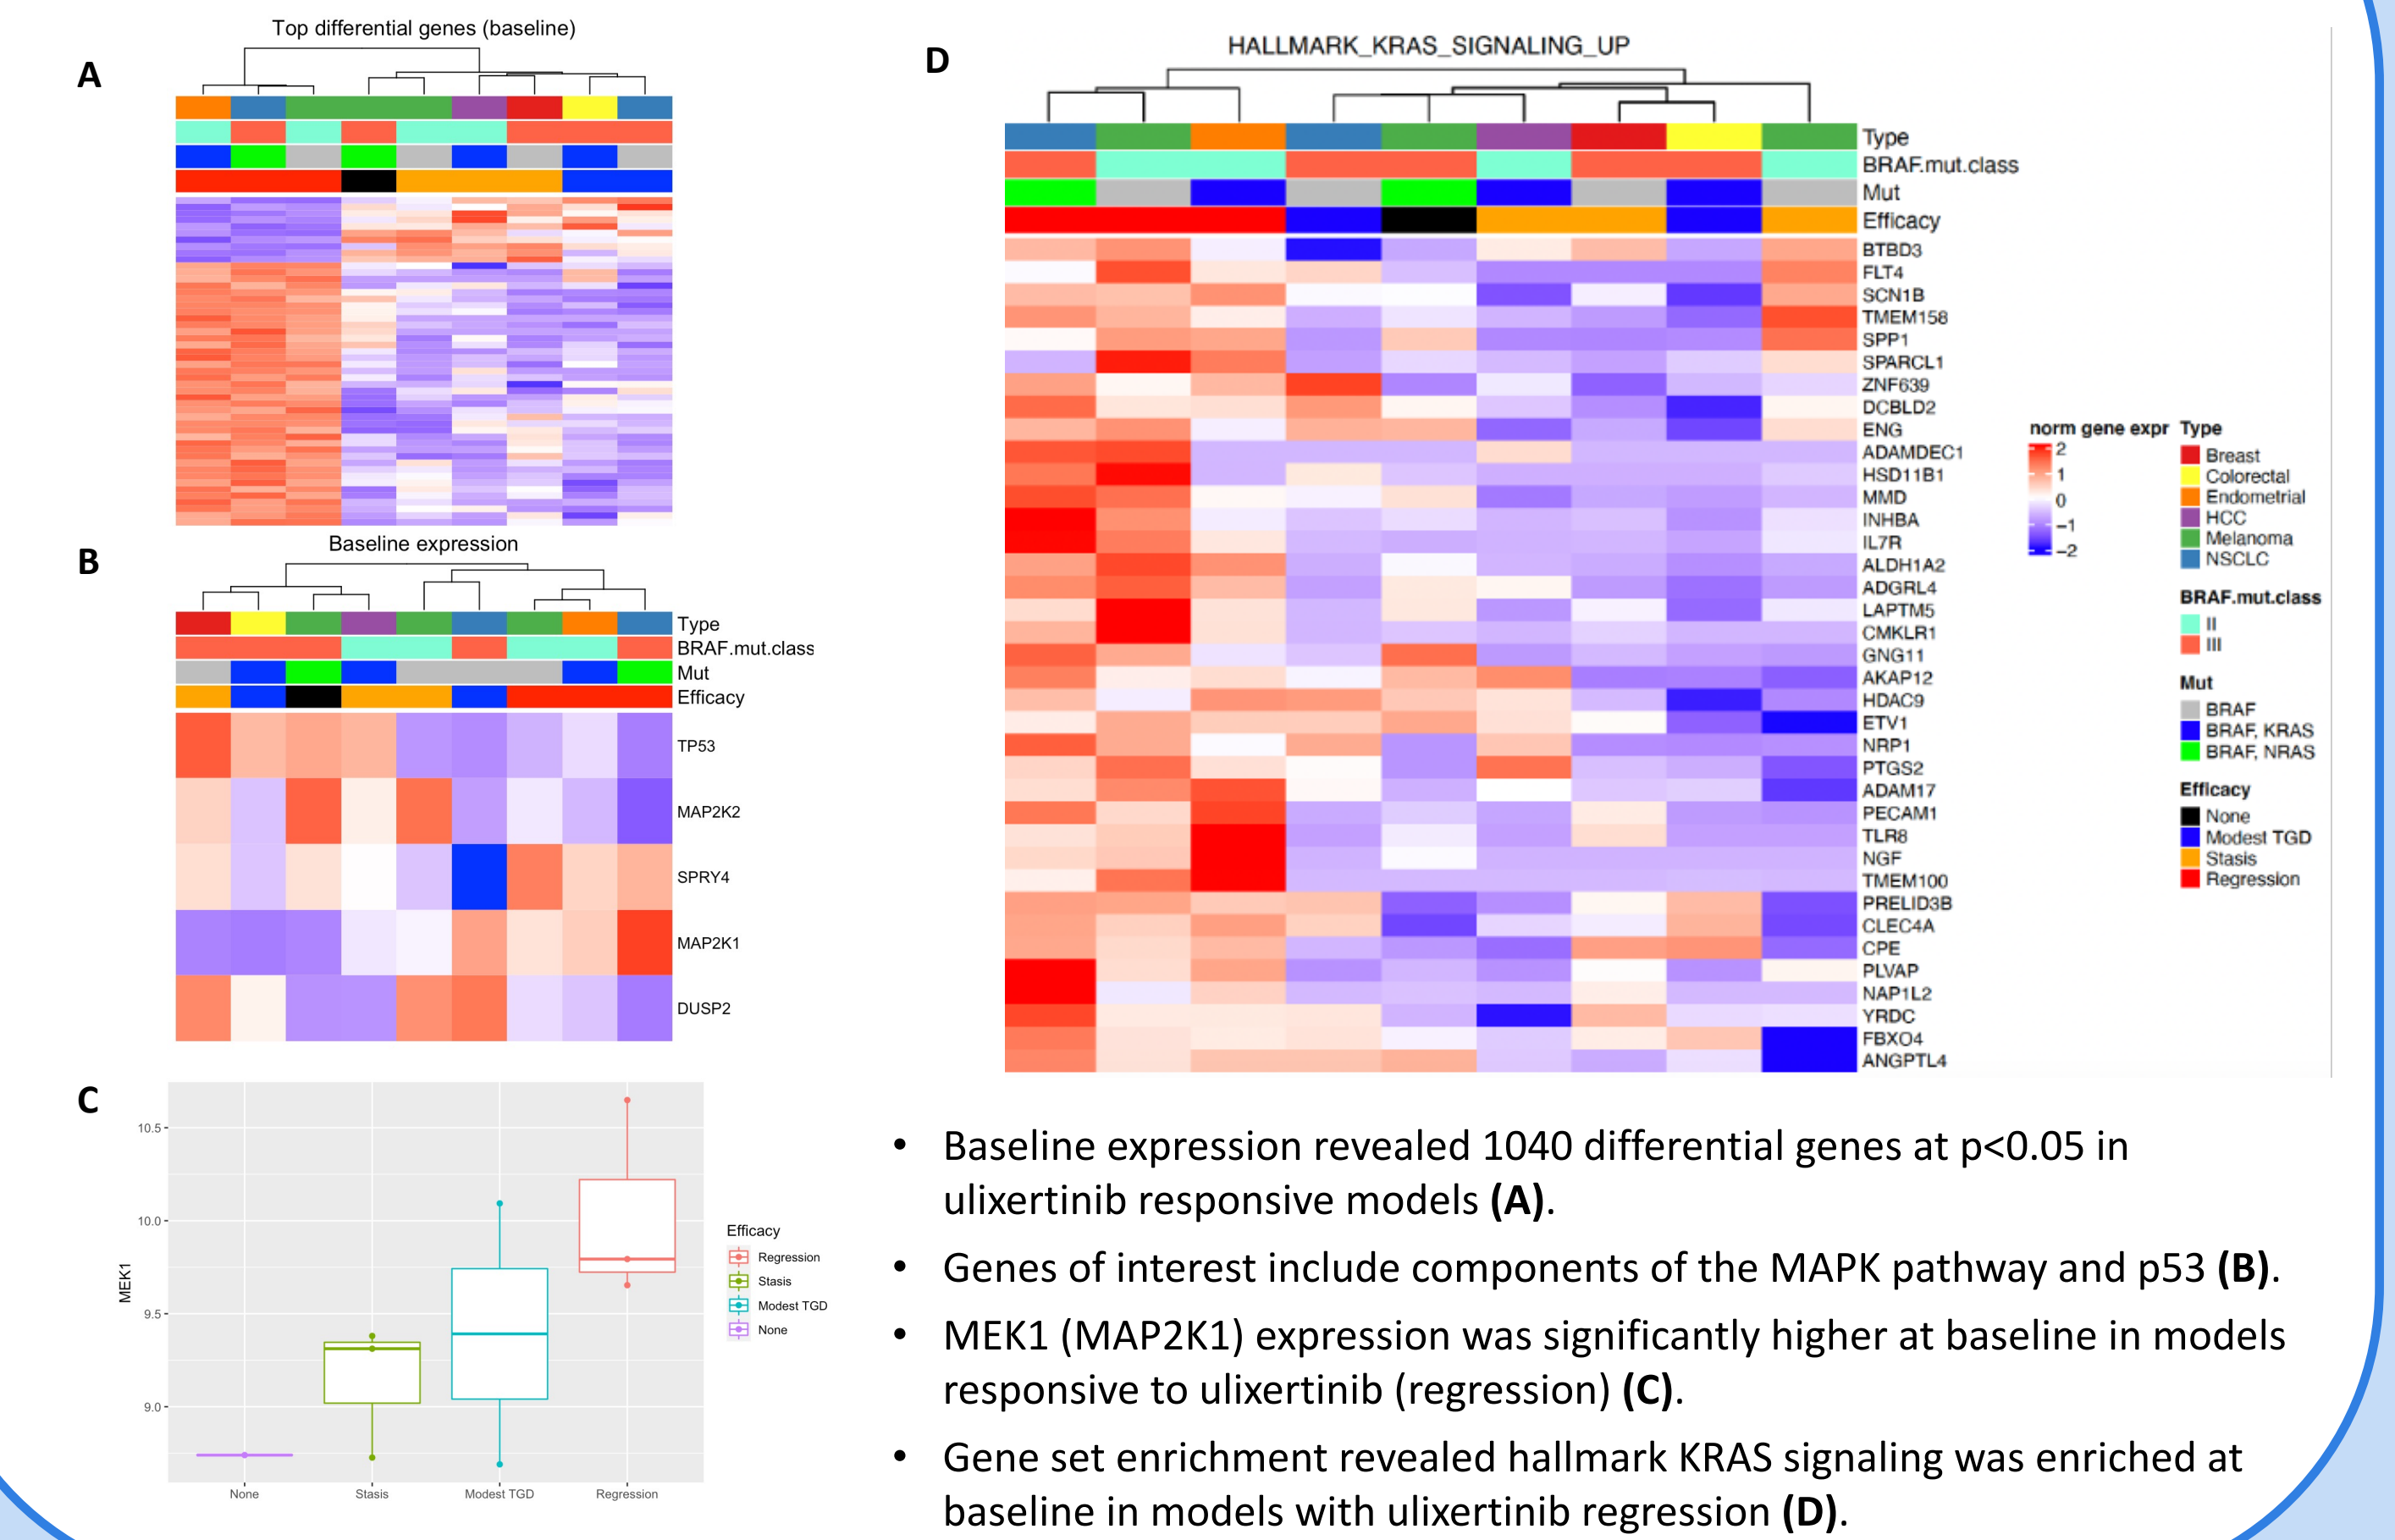 A
Top differential genes (baseline)
B
Baseline expression
Type
BRAF.mut.class
Mut
Efficacy
TP53
MAP2K2
SPRY4
MAP2K1
DUSP2
C
MEK1
10.5
10.0
9.5
9.0
None
Stasis
Modest TGD
Regression
Efficacy
Regression
Stasis
Modest TGD
None
D
HALLMARK_KRAS_SIGNALING_UP
Type
BRAF.mut.class
Mut
Efficacy
BTBD3
FLT4
SCN1B
TMEM158
SPP1
SPARCL1
ZNF639
DCBLD2
ENG
ADAMDEC1
HSD11B1
MMD
INHBA
IL7R
ALDH1A2
ADGRL4
LAPTM5
CMKLR1
GNG11
AKAP12
HDAC9
ETV1
NRP1
PTGS2
ADAM17
PECAM1
TLR8
NGF
TMEM100
PRELID3B
CLEC4A
CPE
PLVAP
NAP1L2
YRDC
FBXO4
ANGPTL4
norm gene expr
2
1
0
−1
−2
Type
Breast
Colorectal
Endometrial
HCC
Melanoma
NSCLC
BRAF.mut.class
II
III
Mut
BRAF
BRAF, KRAS
BRAF, NRAS
Efficacy
None
Modest TGD
Stasis
Regression
• Baseline expression revealed 1040 differential genes at p<0.05 in
ulixertinib responsive models (A).
• Genes of interest include components of the MAPK pathway and p53 (B).
• MEK1 (MAP2K1) expression was significantly higher at baseline in models
responsive to ulixertinib (regression) (C).
• Gene set enrichment revealed hallmark KRAS signaling was enriched at
baseline in models with ulixertinib regression (D).